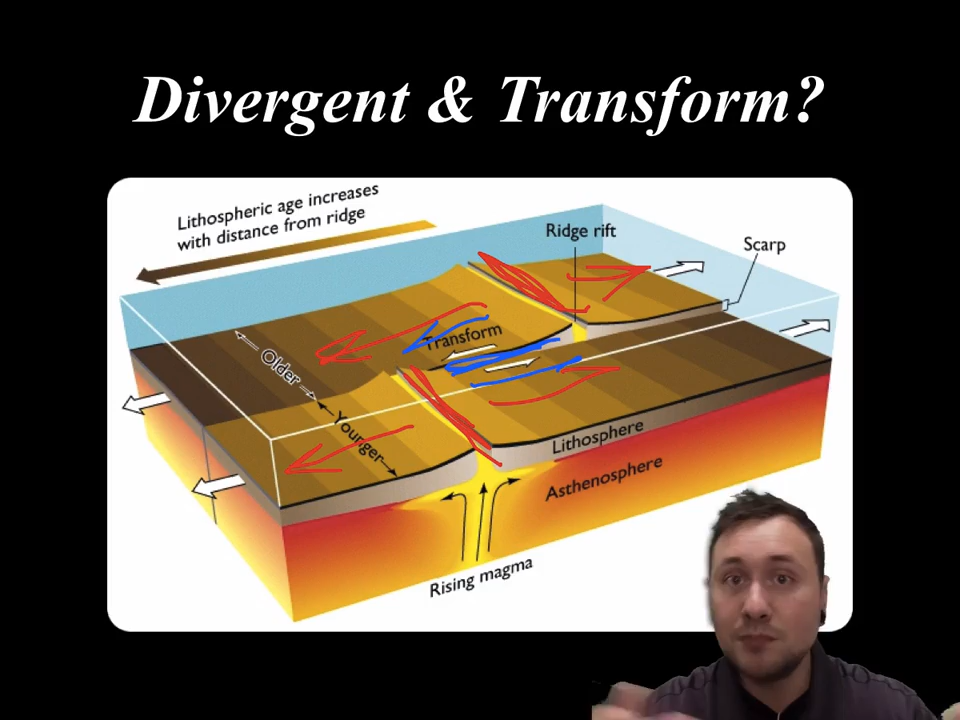 Divergent & Transform?
Lithospheric age increases
with distance from ridge
Ridge rift
Scarp
Transform
Older
Younger
Lithosphere
Asthenosphere
Rising magma